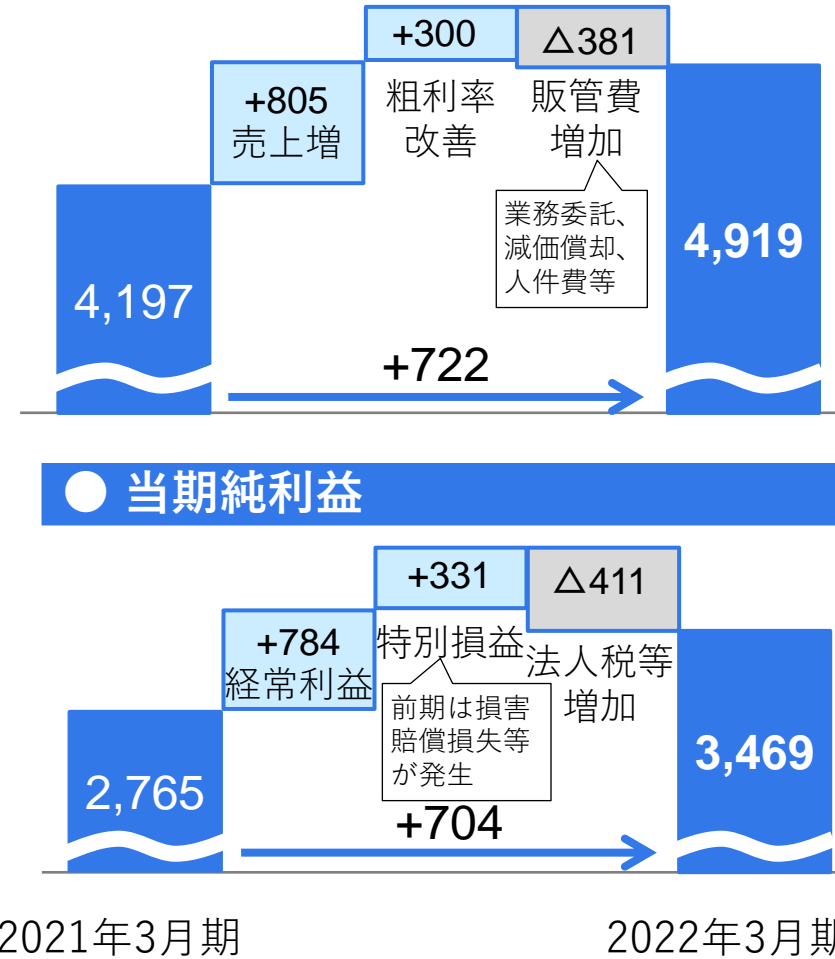 +300
△381
+805
売上増
粗利率
改善
販管費
増加
業務委託、
減価償却、
人件費等
4,197
4,919
+722
● 当期純利益
+331
△411
+784
経常利益
特別損益
法人税等
増加
前期は損害
賠償損失等
が発生
2,765
3,469
+704
2021年3月期
2022年3月期